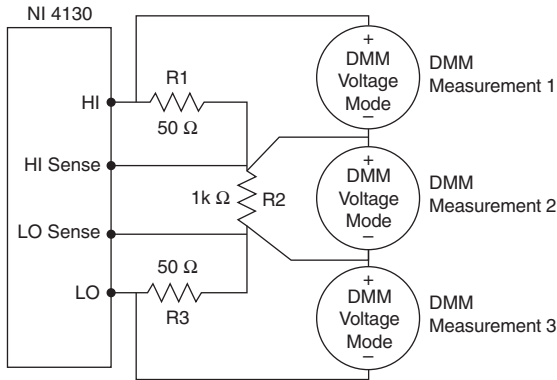 NI 4130
HI
HI Sense
LO Sense
LO
R1
50 Ω
1k Ω
R2
50 Ω
R3
+
DMM
Voltage
Mode
–
DMM
Measurement 1
+
DMM
Voltage
Mode
–
DMM
Measurement 2
+
DMM
Voltage
Mode
–
DMM
Measurement 3